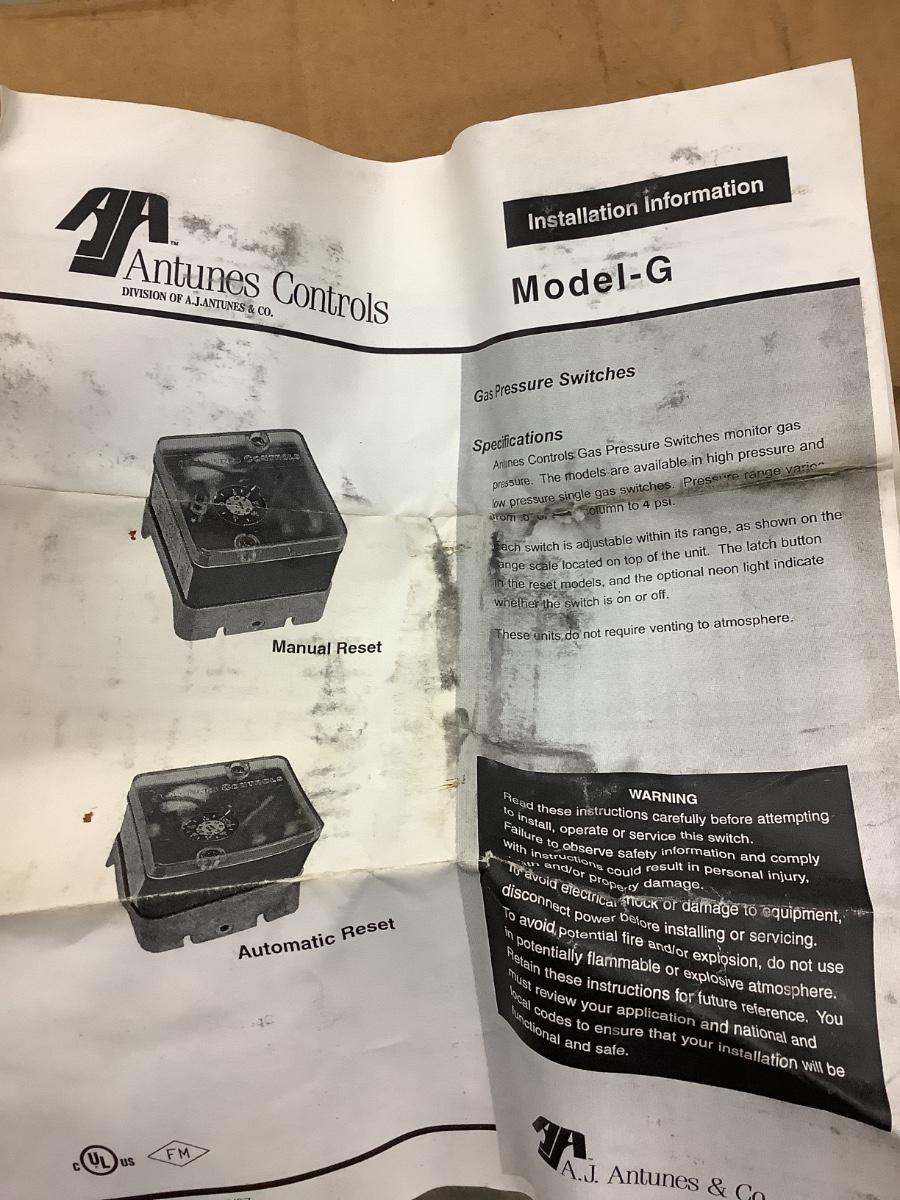 AJA™
Antunes Controls
DIVISION OF A.J.ANTUNES & CO.
Installation Information
Model-G
ANTUNES CONTROLS
Manual Reset
ANTUNES CONTROLS
Automatic Reset
C UL US FM
Gas Pressure Switches
Specifications
Antunes Controls Gas Pressure Switches monitor gas
pressure. The models are available in high pressure and
low pressure single gas switches. Pressure range
from to 4 psi.
Each switch is adjustable within its range, as shown on the
range scale located on top of the unit. The latch button
in the reset models, and the optional neon light indicate
whether the switch is on or off.
These units do not require venting to atmosphere.
WARNING
Read these instructions carefully before attempting
to install, operate or service this switch.
Failure to observe safety information and comply
with instructions could result in personal injury,
and/or property damage.
To avoid electrical shock or damage to equipment,
disconnect power before installing or servicing.
To avoid potential fire and/or explosion, do not use
in potentially flammable or explosive atmosphere.
Retain these instructions for future reference. You
must review your application and national and
local codes to ensure that your installation will be
functional and safe.
AJA
A.J. Antunes & Co